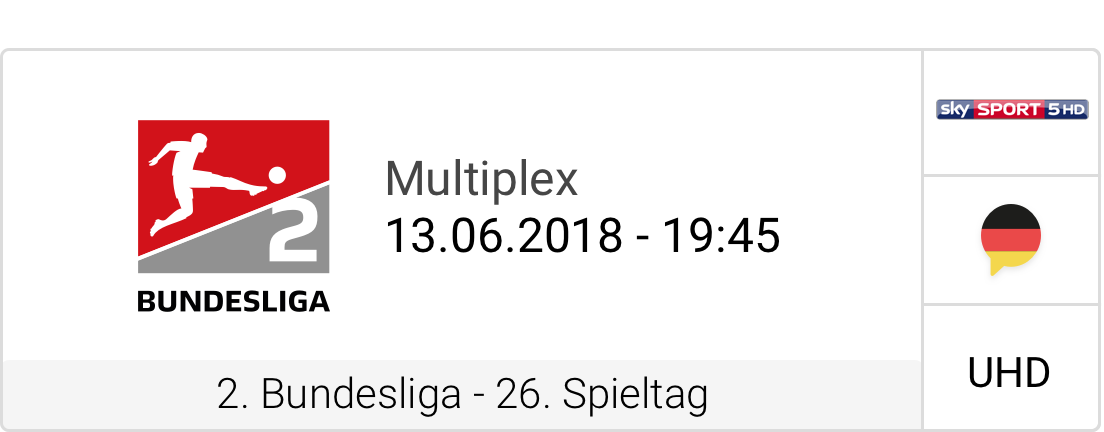 Multiplex
13.06.2018 - 19:45
2
BUNDESLIGA
2. Bundesliga - 26. Spieltag
sky SPORT 5 HD
UHD